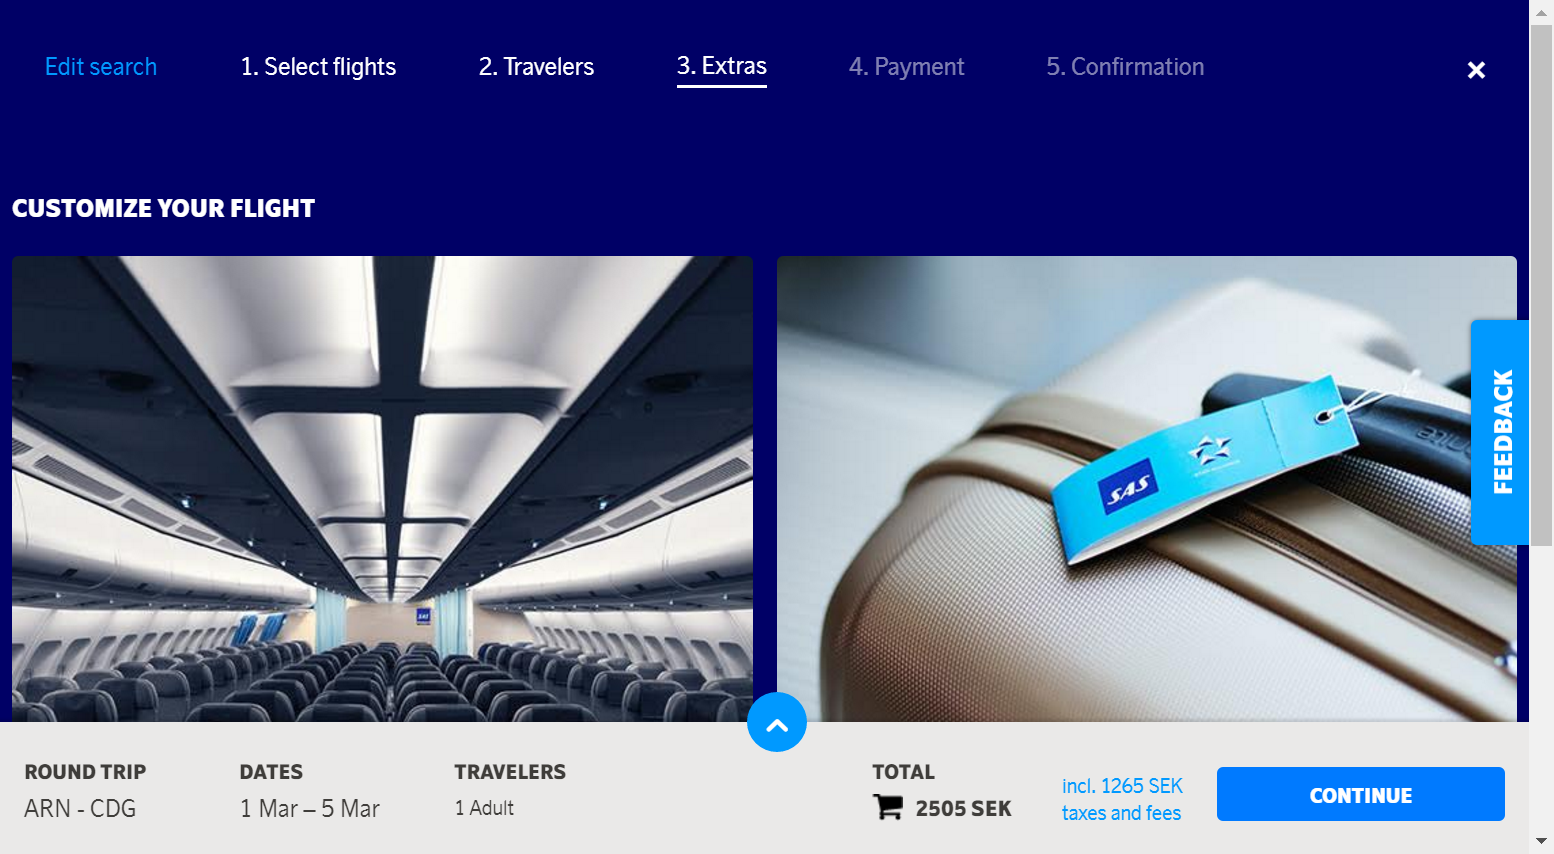 Edit search
1. Select flights
2. Travelers
3. Extras
4. Payment
5. Confirmation
CUSTOMIZE YOUR FLIGHT
SAS
SAS
FEEDBACK
ROUND TRIP
ARN - CDG
DATES
1 Mar – 5 Mar
TRAVELERS
1 Adult
TOTAL
2505 SEK
incl. 1265 SEK
taxes and fees
CONTINUE